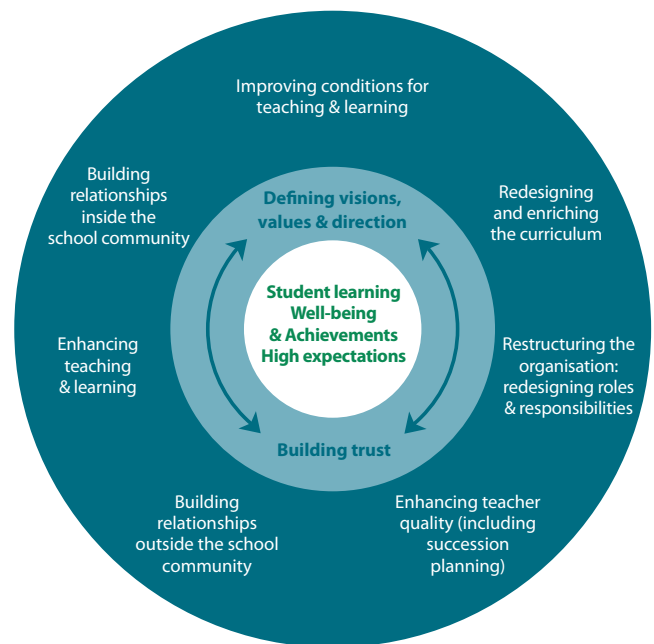 Improving conditions for
teaching & learning
Building
relationships
inside the
school community
Defining visions,
values & direction
Redesigning
and enriching
the curriculum
Student learning
Well-being
& Achievements
High expectations
Enhancing
teaching
& learning
Restructuring the
organisation:
redesigning roles
& responsibilities
Building trust
Building
relationships
outside the school
community
Enhancing teacher
quality (including
succession
planning)